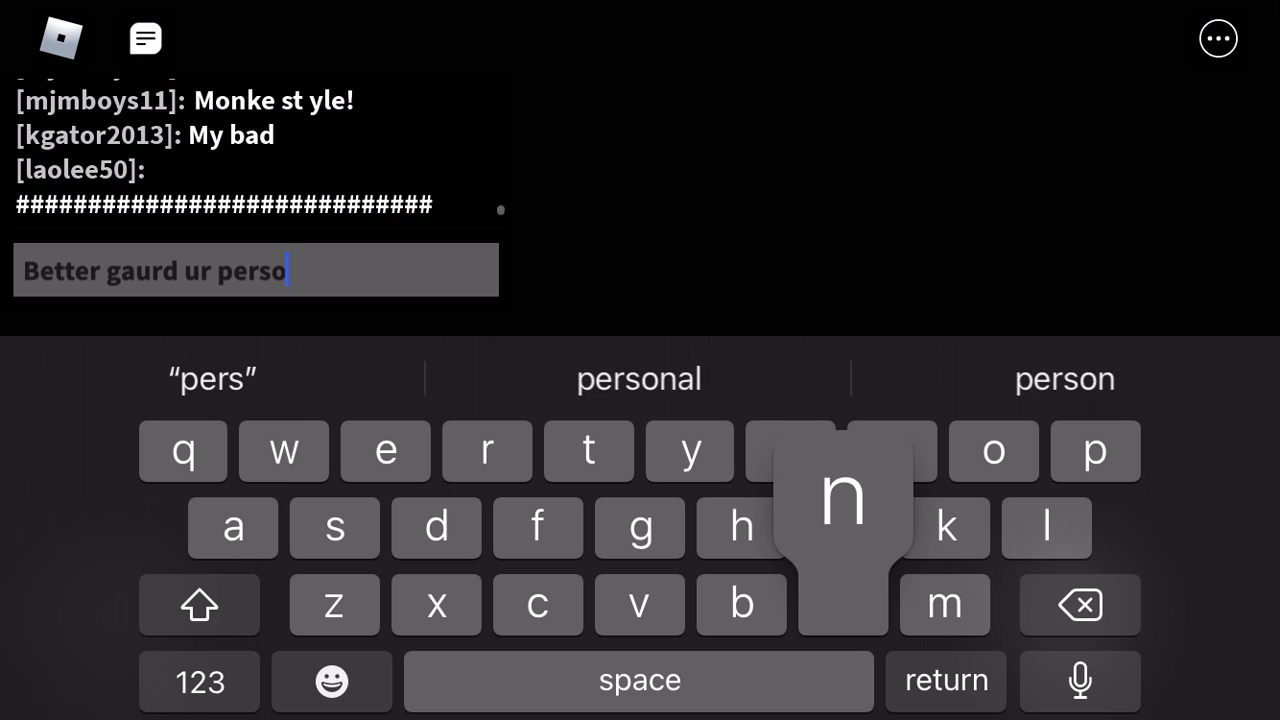 [mjmboys11]: Monke st yle!
[kgator2013]: My bad
[laolee50]:
#############################
Better gaurd ur perso
“pers” personal person
q w e r t y o p
a s d f g h n k l
z x c v b m
123 space return